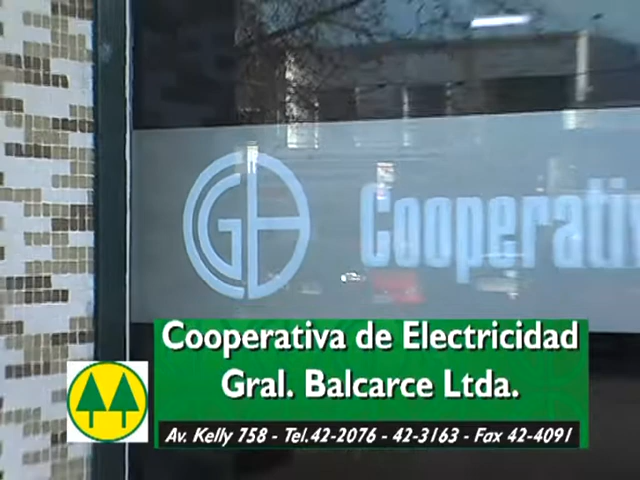 Cooperativ
Cooperativa de Electricidad
Gral. Balcarce Ltda.
Av. Kelly 758 - Tel.42-2076 - 42-3163 - Fax 42-4091